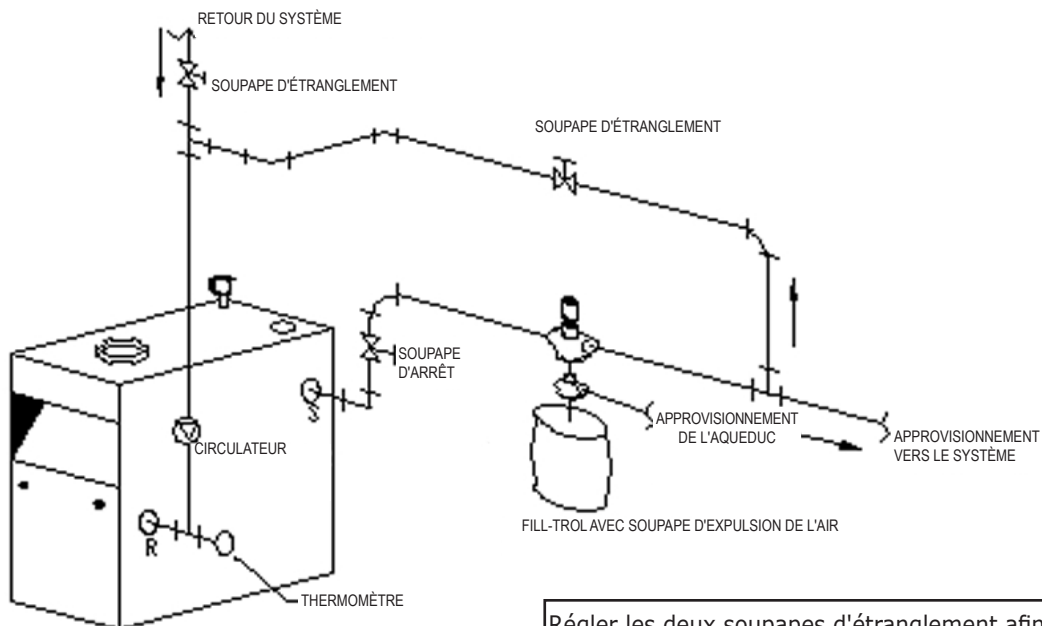 RETOUR DU SYSTÈME
SOUPAPE D'ÉTRANGLEMENT
SOUPAPE D'ÉTRANGLEMENT
SOUPAPE
D'ARRÊT
S
APPROVISIONNEMENT
DE L'AQUEDUC
APPROVISIONNEMENT
VERS LE SYSTÈME
CIRCULATEUR
FILL-TROL AVEC SOUPAPE D'EXPULSION DE L'AIR
R
THERMOMÈTRE
Régler les deux soupapes d'étranglement afin